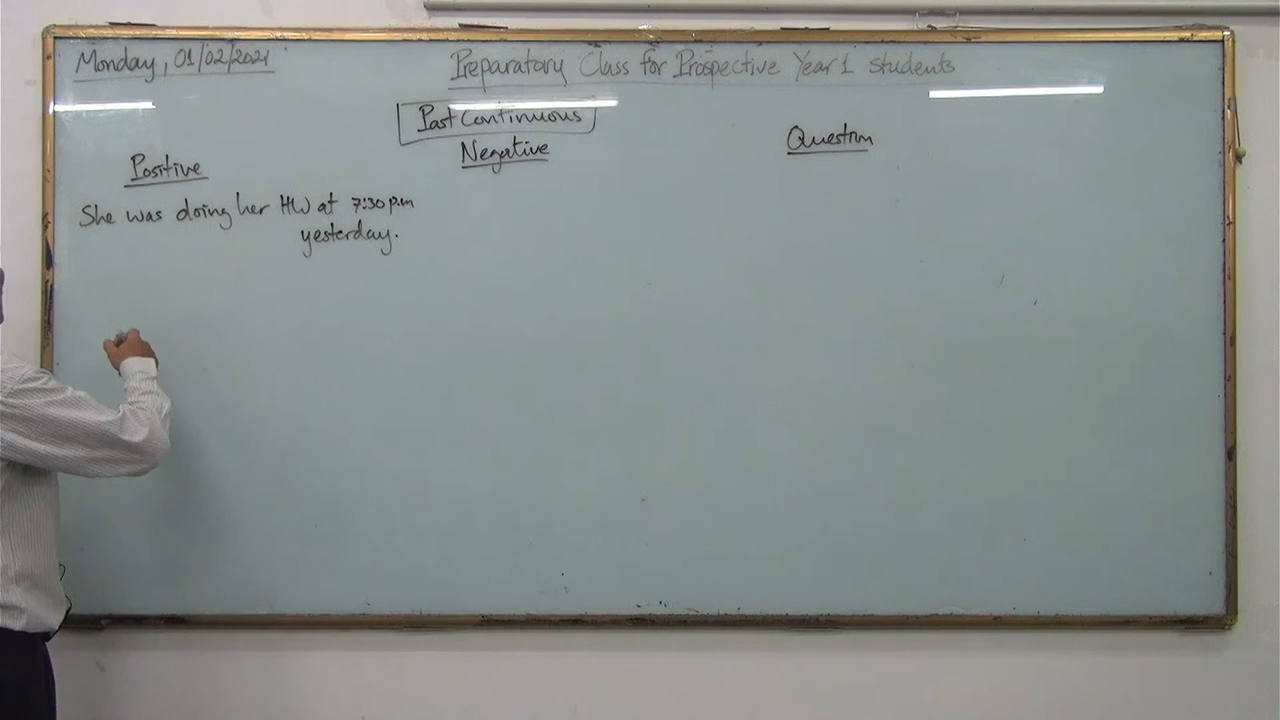 Monday, 01/02/2021
Preparatory Class for Prospective Year 1 students
Past Continuous
Positive
Negative
Question
She was doing her HW at 7:30 p.m
yesterday.